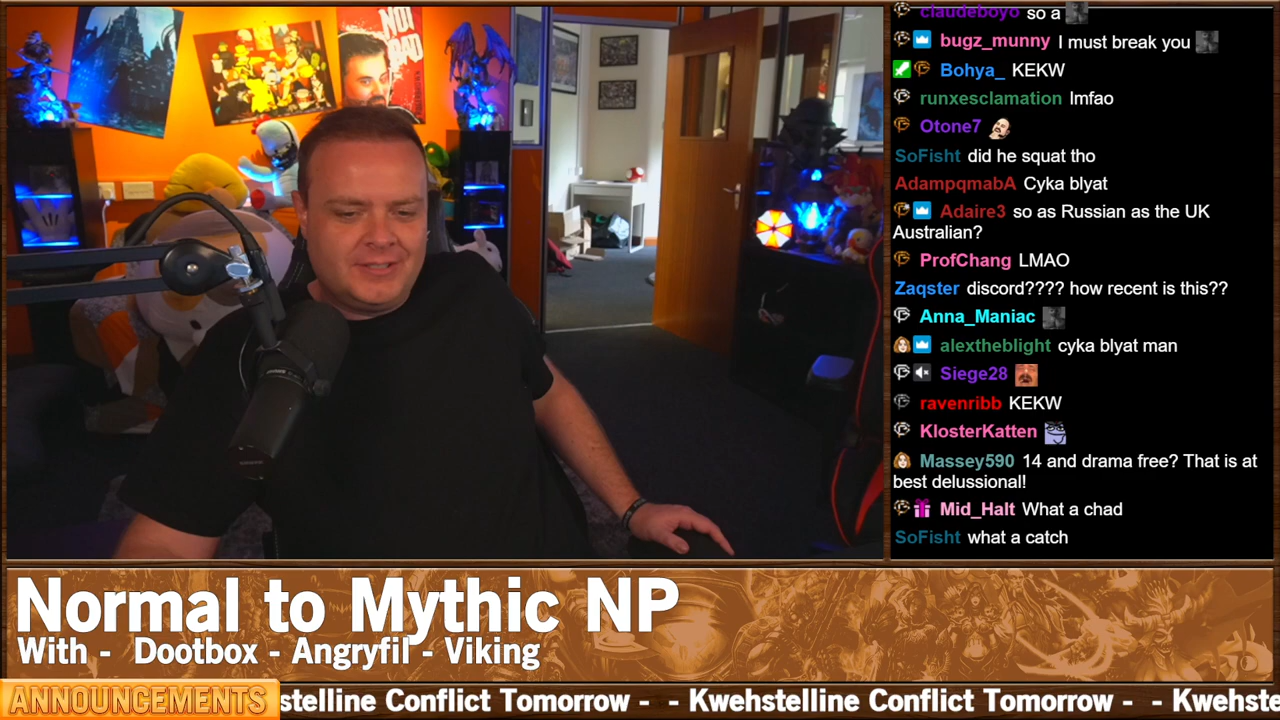 NOT
BAD
claudeboyo so a
bugz_munny I must break you
Bohya_ KEKW
runxesclamation lmfao
Otone7
SoFisht did he squat tho
AdampqmabA Cyka blyat
Adaire3 so as Russian as the UK
Australian?
ProfChang LMAO
Zaqster discord???? how recent is this??
Anna_Maniac
alextheblight cyka blyat man
Siege28
ravenribb KEKW
KlosterKatten
Massey590 14 and drama free? That is at
best delussional!
Mid_Halt What a chad
SoFisht what a catch
Normal to Mythic NP
With - Dootbox - Angryfil - Viking
ANNOUNCEMENTS
stelline Conflict Tomorrow - - Kwehstelline Conflict Tomorrow - - Kwehste